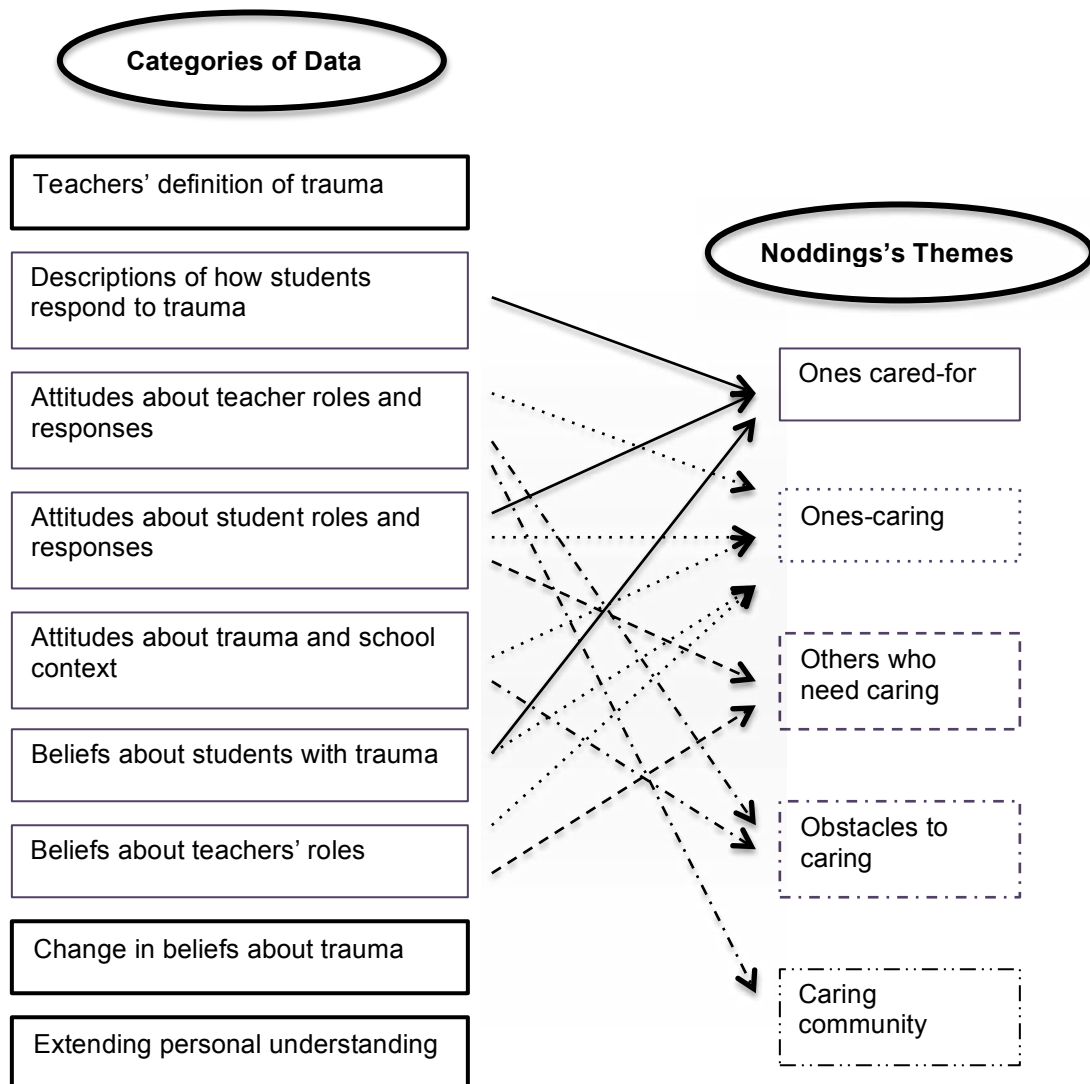 Categories of Data
Teachers’ definition of trauma
Descriptions of how students
respond to trauma
Attitudes about teacher roles and
responses
Attitudes about student roles and
responses
Attitudes about trauma and school
context
Beliefs about students with trauma
Beliefs about teachers’ roles
Change in beliefs about trauma
Extending personal understanding
Noddings’s Themes
Ones cared-for
Ones-caring
Others who
need caring
Obstacles to
caring
Caring
community